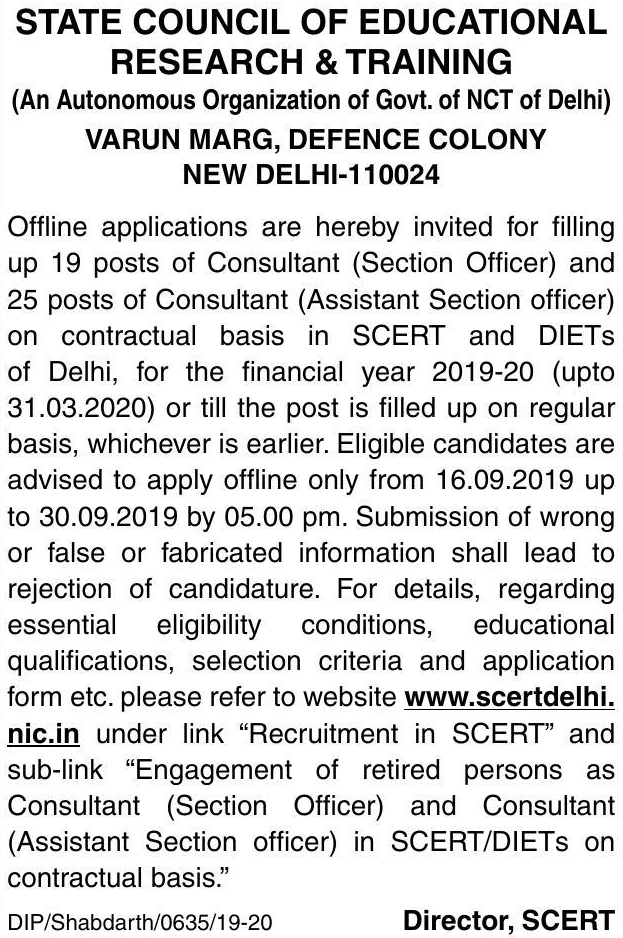 STATE COUNCIL OF EDUCATIONAL
RESEARCH & TRAINING
(An Autonomous Organization of Govt. of NCT of Delhi)
VARUN MARG, DEFENCE COLONY
NEW DELHI-110024
Offline applications are hereby invited for filling
up 19 posts of Consultant (Section Officer) and
25 posts of Consultant (Assistant Section officer)
on contractual basis in SCERT and DIETs
of Delhi, for the financial year 2019-20 (upto
31.03.2020) or till the post is filled up on regular
basis, whichever is earlier. Eligible candidates are
advised to apply offline only from 16.09.2019 up
to 30.09.2019 by 05.00 pm. Submission of wrong
or false or fabricated information shall lead to
rejection of candidature. For details, regarding
essential eligibility conditions, educational
qualifications, selection criteria and application
form etc. please refer to website www.scertdelhi.
nic.in under link “Recruitment in SCERT” and
sub-link “Engagement of retired persons as
Consultant (Section Officer) and Consultant
(Assistant Section officer) in SCERT/DIETs on
contractual basis.”
DIP/Shabdarth/0635/19-20 Director, SCERT